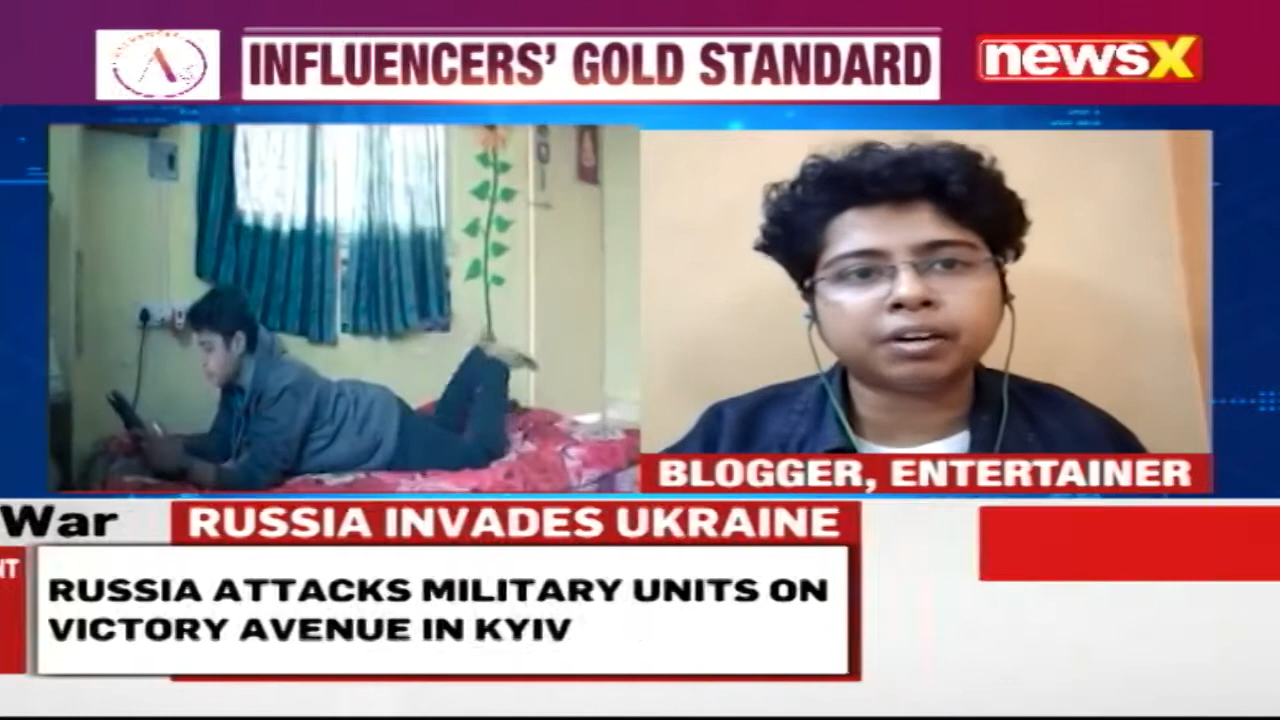 INFLUENCERS' GOLD STANDARD
newsX
BLOGGER, ENTERTAINER
War
RUSSIA INVADES UKRAINE
NT
RUSSIA ATTACKS MILITARY UNITS ON
VICTORY AVENUE IN KYIV